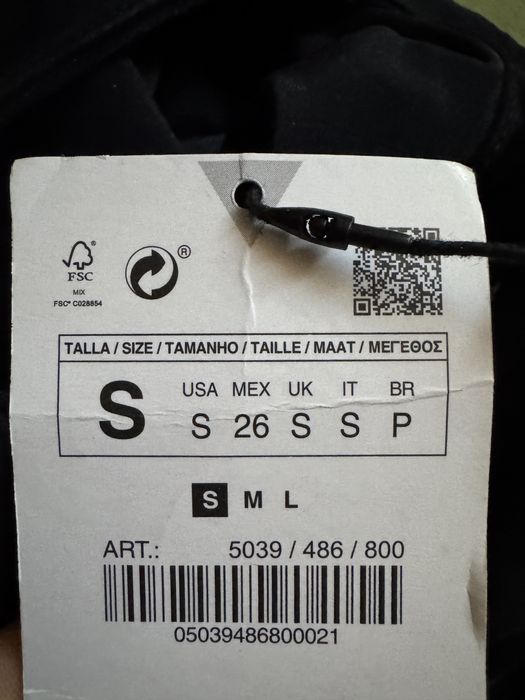 FSC®
MIX
FSC® C028854
®
TALLA / SIZE / TAMANHO / TAILLE / MAAT / ΜΕΓΕΘΟΣ
S
USA MEX UK IT BR
S 26 S S P
S M L
ART.: 5039 / 486 / 800
05039486800021